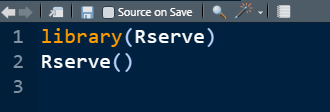 Source on Save
1 library(Rserve)
2 Rserve()
3